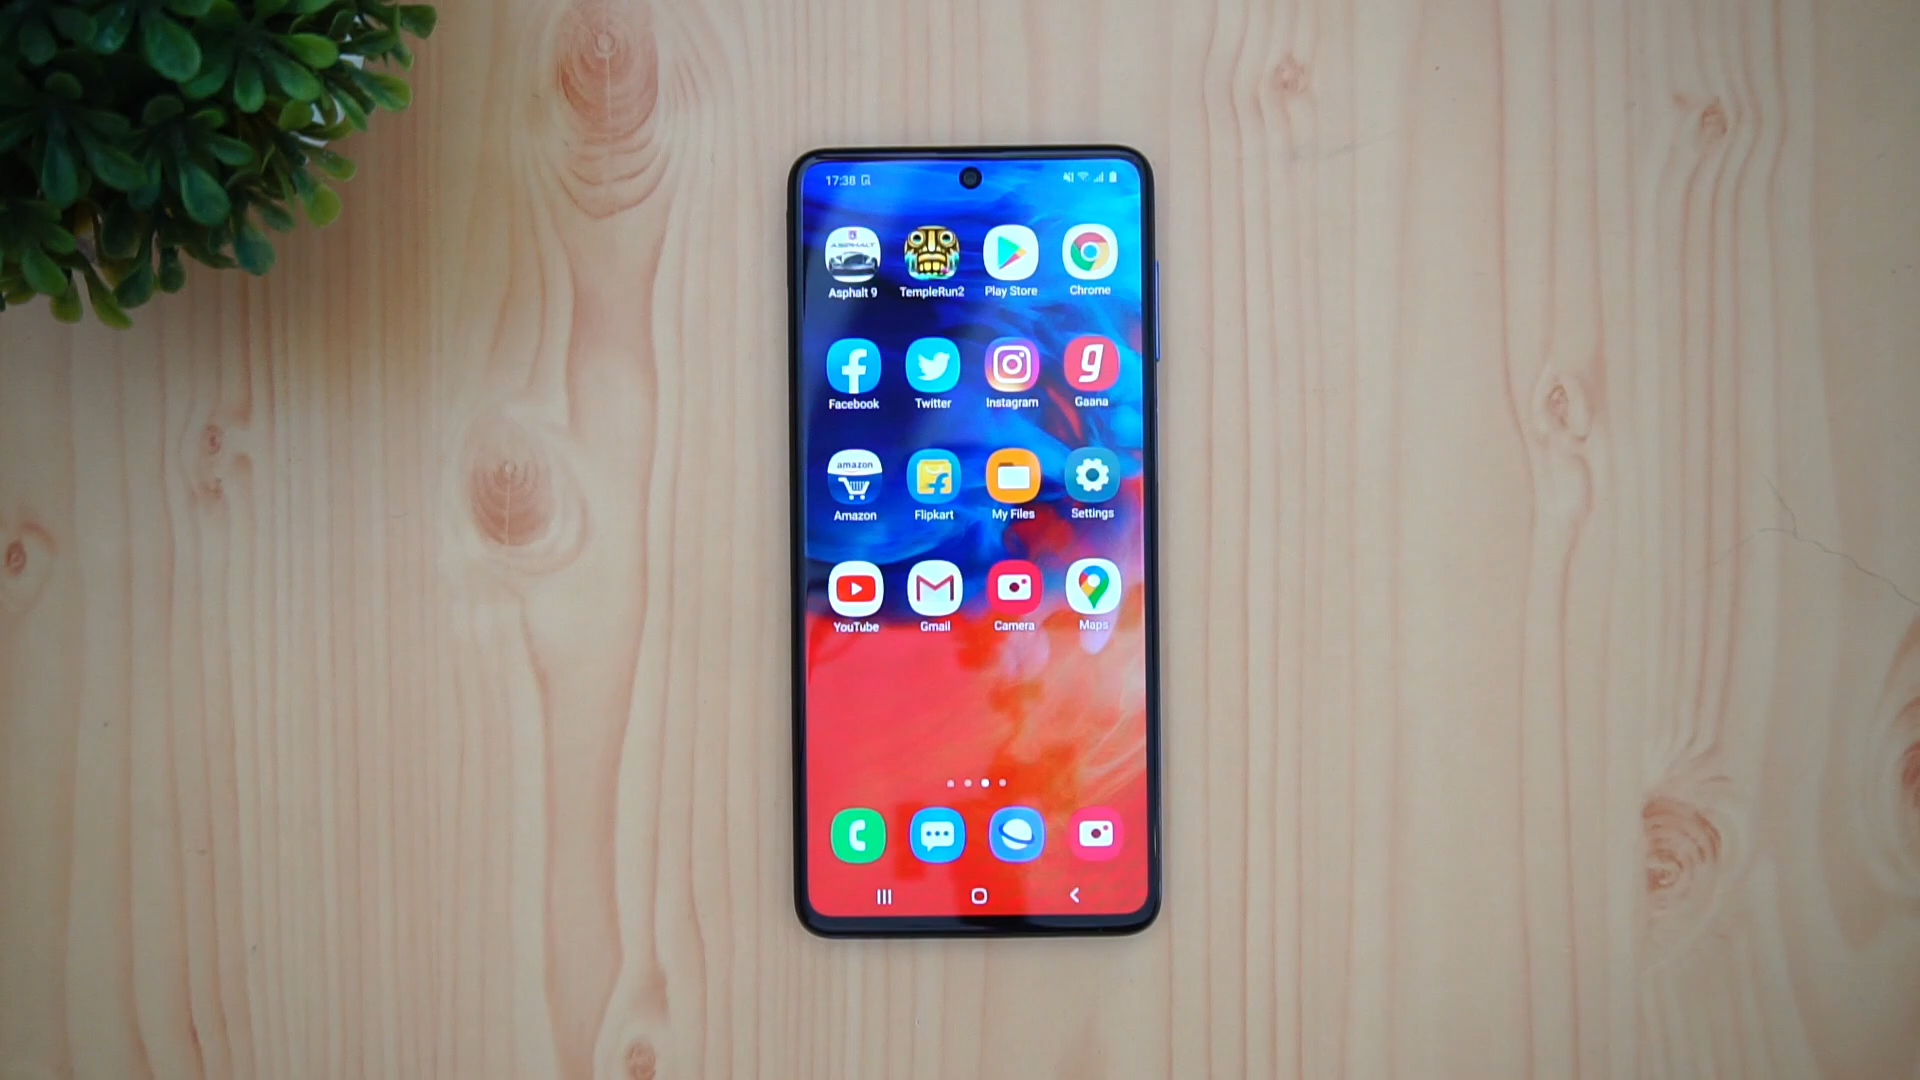 17:38
ASPHALT
Asphalt 9 TempleRun2 Play Store Chrome
Facebook Twitter Instagram Gaana
amazon
Amazon Flipkart My Files Settings
YouTube Gmail Camera Maps